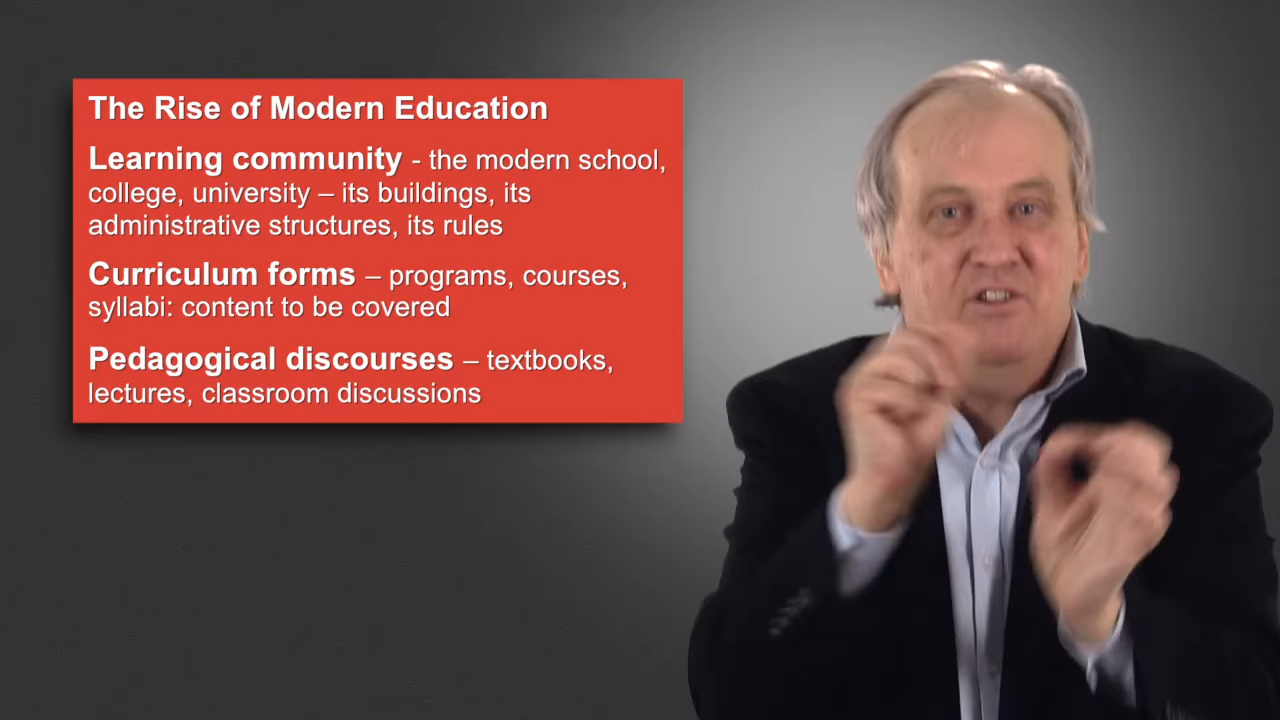 The Rise of Modern Education
Learning community - the modern school,
college, university – its buildings, its
administrative structures, its rules
Curriculum forms – programs, courses,
syllabi: content to be covered
Pedagogical discourses – textbooks,
lectures, classroom discussions